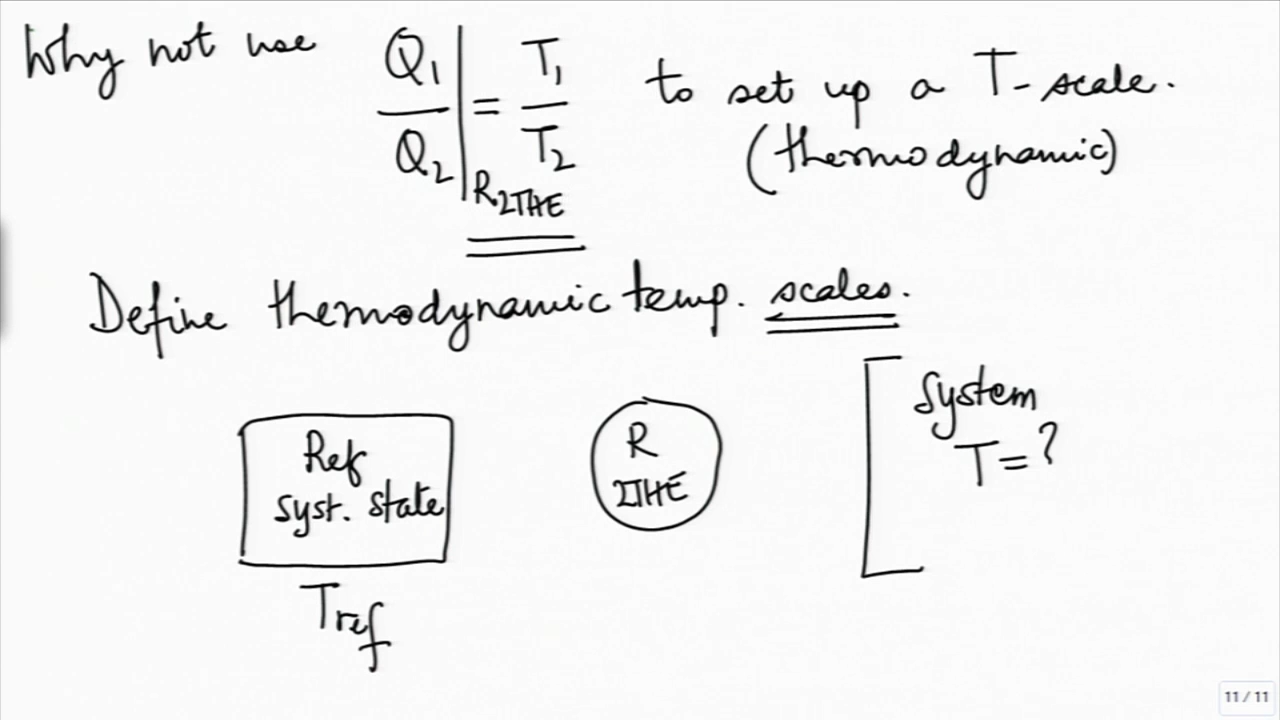 Why not use Q₁/Q₂|R2THE = T₁/T₂ to set up a T-scale.
(thermodynamic)
Define thermodynamic temp. scales.
Ref
syst. state
Tref
R
2THE
System
T=?
11/11